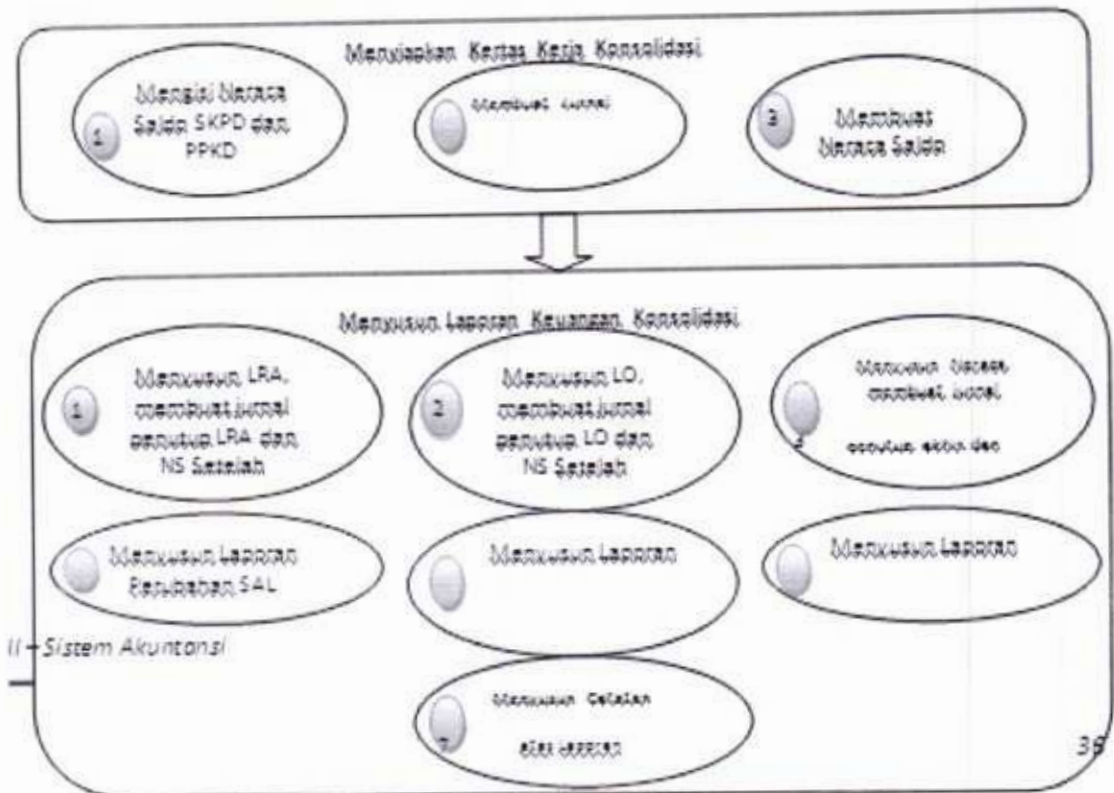 Menyiapkan Kertas Kerja Konsolidasi
1
Mengisi Neraca
Saldo SKPD dan
PPKD
Membuat Jurnal
3
Membuat
Neraca Saldo
Menyusun Laporan Keuangan Konsolidasi
1
Menyusun LRA,
membuat jurnal
penutup LRA dan
NS Setelah
2
Menyusun LO,
membuat jurnal
penutup LO dan
NS Setelah
Menyusun Neraca
membuat jurnal
penutup akhir dan
Menyusun Laporan
Perubahan SAL
Menyusun Laporan
Menyusun Laporan
II - Sistem Akuntansi
7
Menyusun Catatan
atas laporan